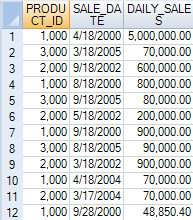 PRODUCT_ID SALE_DATE DAILY_SALES
1 1,000 4/18/2000 5,000,000.00
2 3,000 3/18/2005 70,000.00
3 2,000 9/18/2002 600,000.00
4 1,000 8/18/2000 800,000.00
5 3,000 9/18/2005 80,000.00
6 2,000 5/18/2002 200,000.00
7 1,000 9/18/2000 900,000.00
8 3,000 8/18/2005 90,000.00
9 2,000 3/18/2002 900,000.00
10 1,000 4/18/2004 70,000.00
11 2,000 3/17/2004 70,000.00
12 1,000 9/28/2000 48,850.00